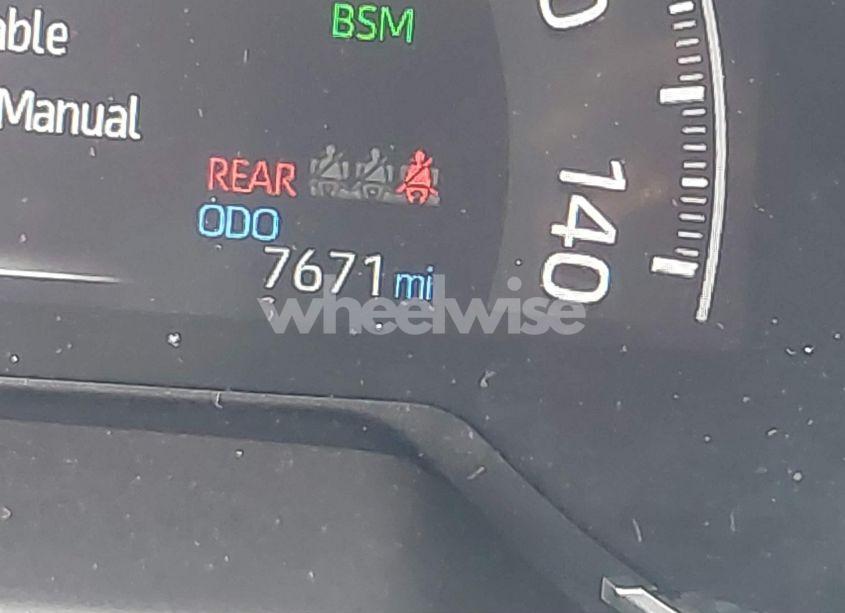 BSM
able
Manual
REAR
ODO
7671 mi
140
wheelwise